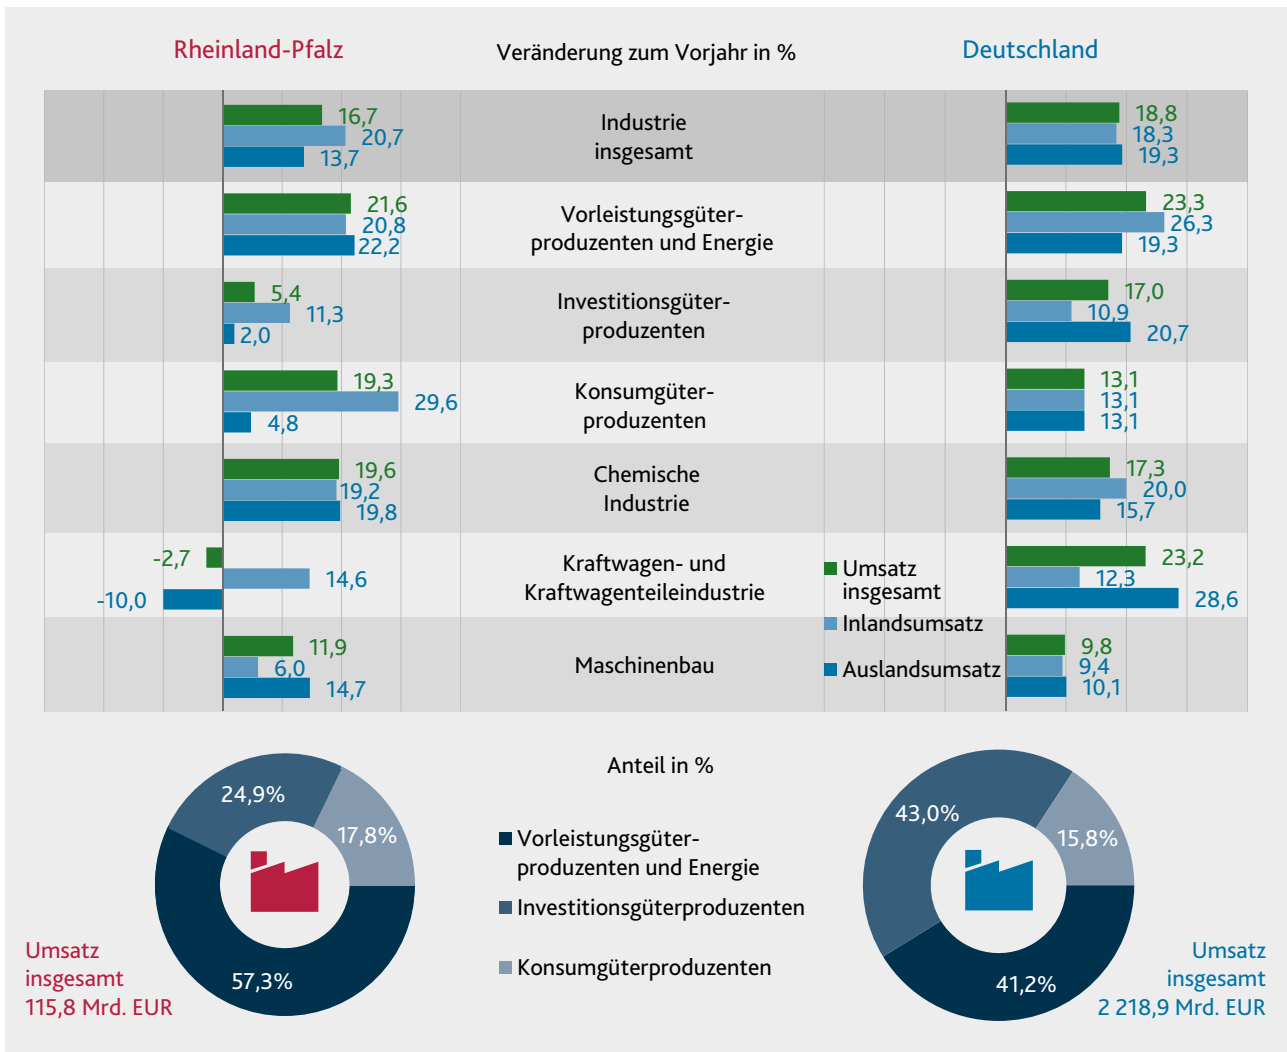 Rheinland-Pfalz
Veränderung zum Vorjahr in %
Deutschland
16,7
20,7
13,7
Industrie
insgesamt
18,8
18,3
19,3
21,6
20,8
22,2
Vorleistungsgüter-
produzenten und Energie
23,3
26,3
19,3
5,4
11,3
2,0
Investitionsgüter-
produzenten
17,0
10,9
20,7
19,3
29,6
4,8
Konsumgüter-
produzenten
13,1
13,1
13,1
19,6
19,2
19,8
Chemische
Industrie
17,3
20,0
15,7
-2,7
14,6
-10,0
Kraftwagen- und
Kraftwagenteileindustrie
23,2
12,3
28,6
Umsatz
insgesamt
Inlandsumsatz
Auslandsumsatz
11,9
6,0
14,7
Maschinenbau
9,8
9,4
10,1
Anteil in %
24,9%
17,8%
57,3%
Umsatz
insgesamt
115,8 Mrd. EUR
Vorleistungsgüter-
produzenten und Energie
Investitionsgüterproduzenten
Konsumgüterproduzenten
43,0%
15,8%
41,2%
Umsatz
insgesamt
2 218,9 Mrd. EUR